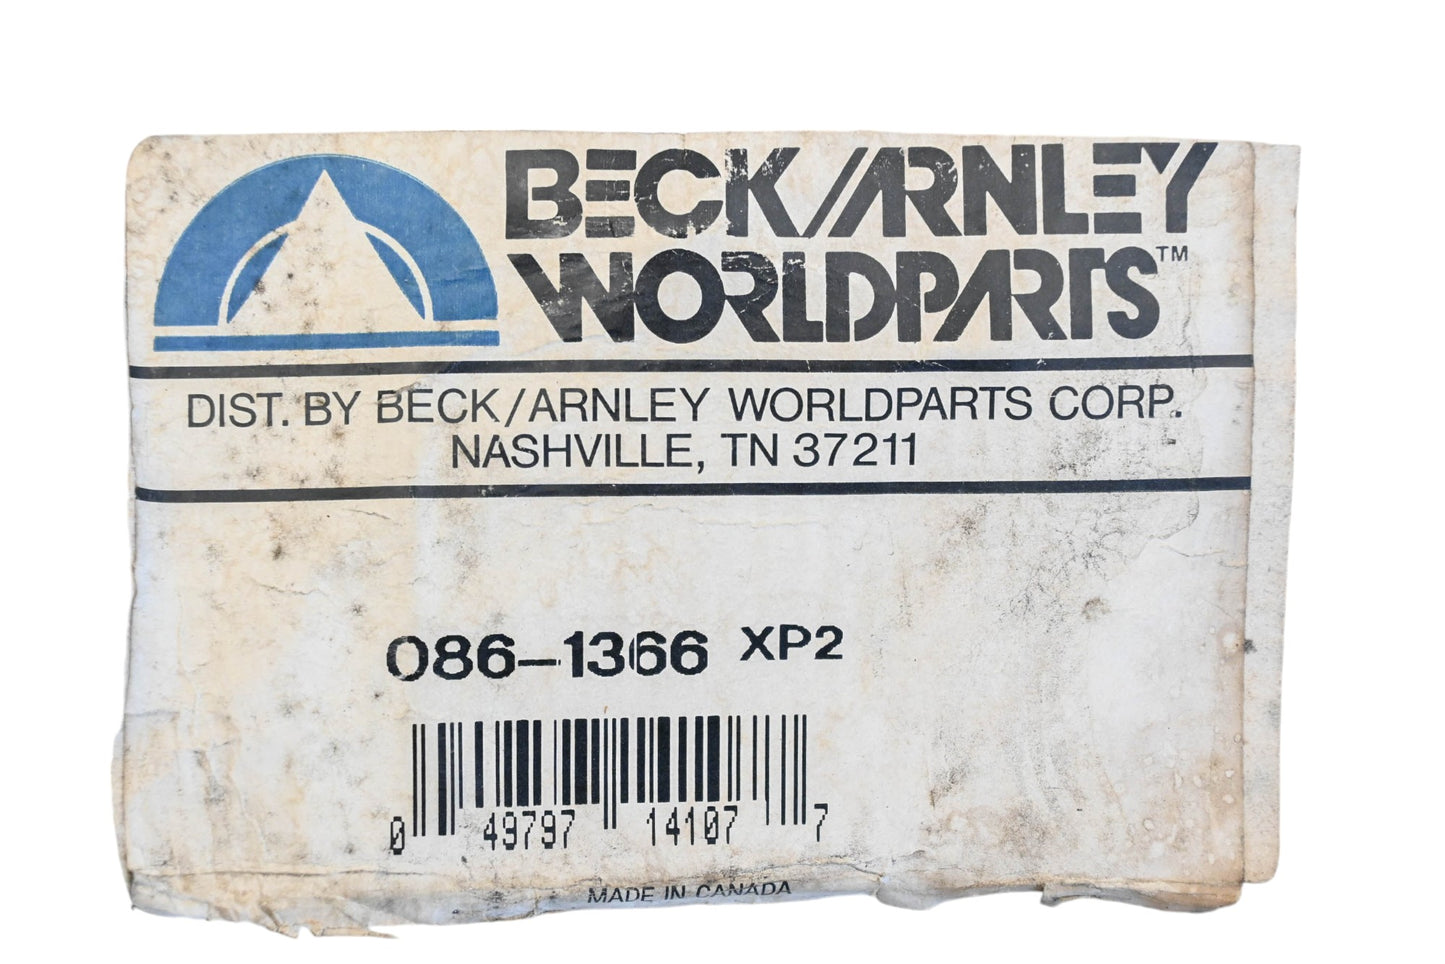 BECK/ARNLEY
WORLDPARTS™
DIST. BY BECK/ARNLEY WORLDPARTS CORP.
NASHVILLE, TN 37211
086-1366 XP2
0 49797 14107 7
MADE IN CANADA